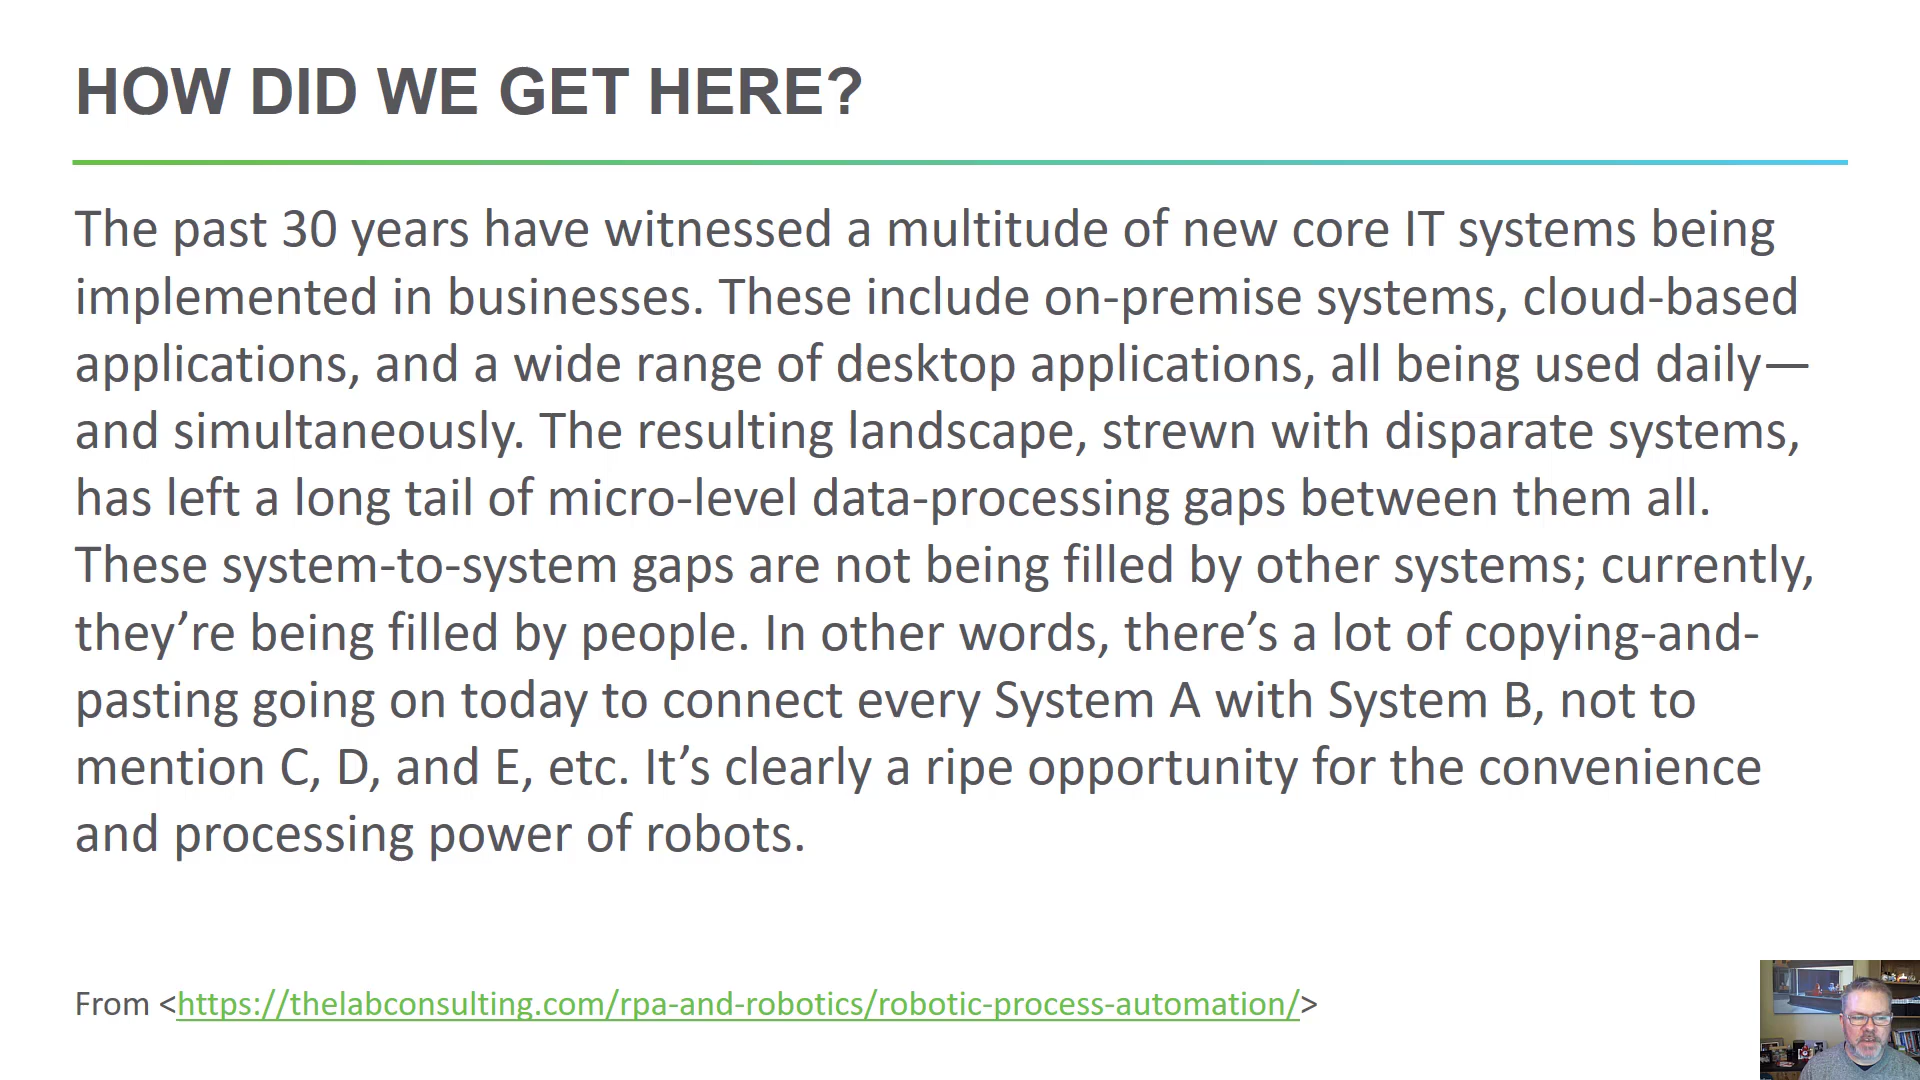 HOW DID WE GET HERE?
The past 30 years have witnessed a multitude of new core IT systems being
implemented in businesses. These include on-premise systems, cloud-based
applications, and a wide range of desktop applications, all being used daily—
and simultaneously. The resulting landscape, strewn with disparate systems,
has left a long tail of micro-level data-processing gaps between them all.
These system-to-system gaps are not being filled by other systems; currently,
they’re being filled by people. In other words, there’s a lot of copying-and-
pasting going on today to connect every System A with System B, not to
mention C, D, and E, etc. It’s clearly a ripe opportunity for the convenience
and processing power of robots.
From <https://thelabconsulting.com/rpa-and-robotics/robotic-process-automation/>